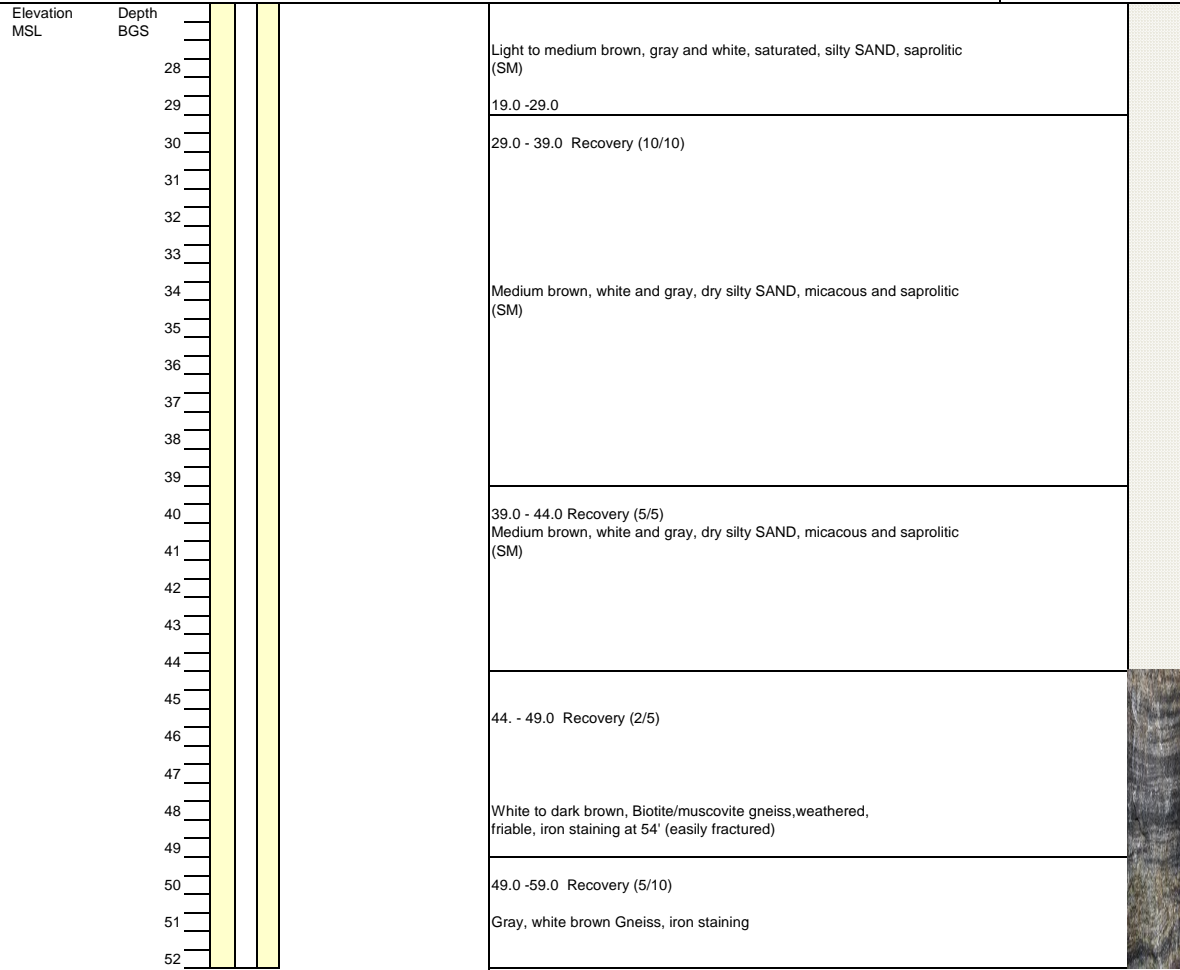 Elevation Depth
MSL BGS
Light to medium brown, gray and white, saturated, silty SAND, saprolitic
28 (SM)
29 19.0 -29.0
30 29.0 - 39.0 Recovery (10/10)
31
32
33
34 Medium brown, white and gray, dry silty SAND, micacous and saprolitic
(SM)
35
36
37
38
39
40 39.0 - 44.0 Recovery (5/5)
Medium brown, white and gray, dry silty SAND, micacous and saprolitic
41 (SM)
42
43
44
45
44. - 49.0 Recovery (2/5)
46
47
48 White to dark brown, Biotite/muscovite gneiss,weathered,
friable, iron staining at 54' (easily fractured)
49
50 49.0 -59.0 Recovery (5/10)
51 Gray, white brown Gneiss, iron staining
52